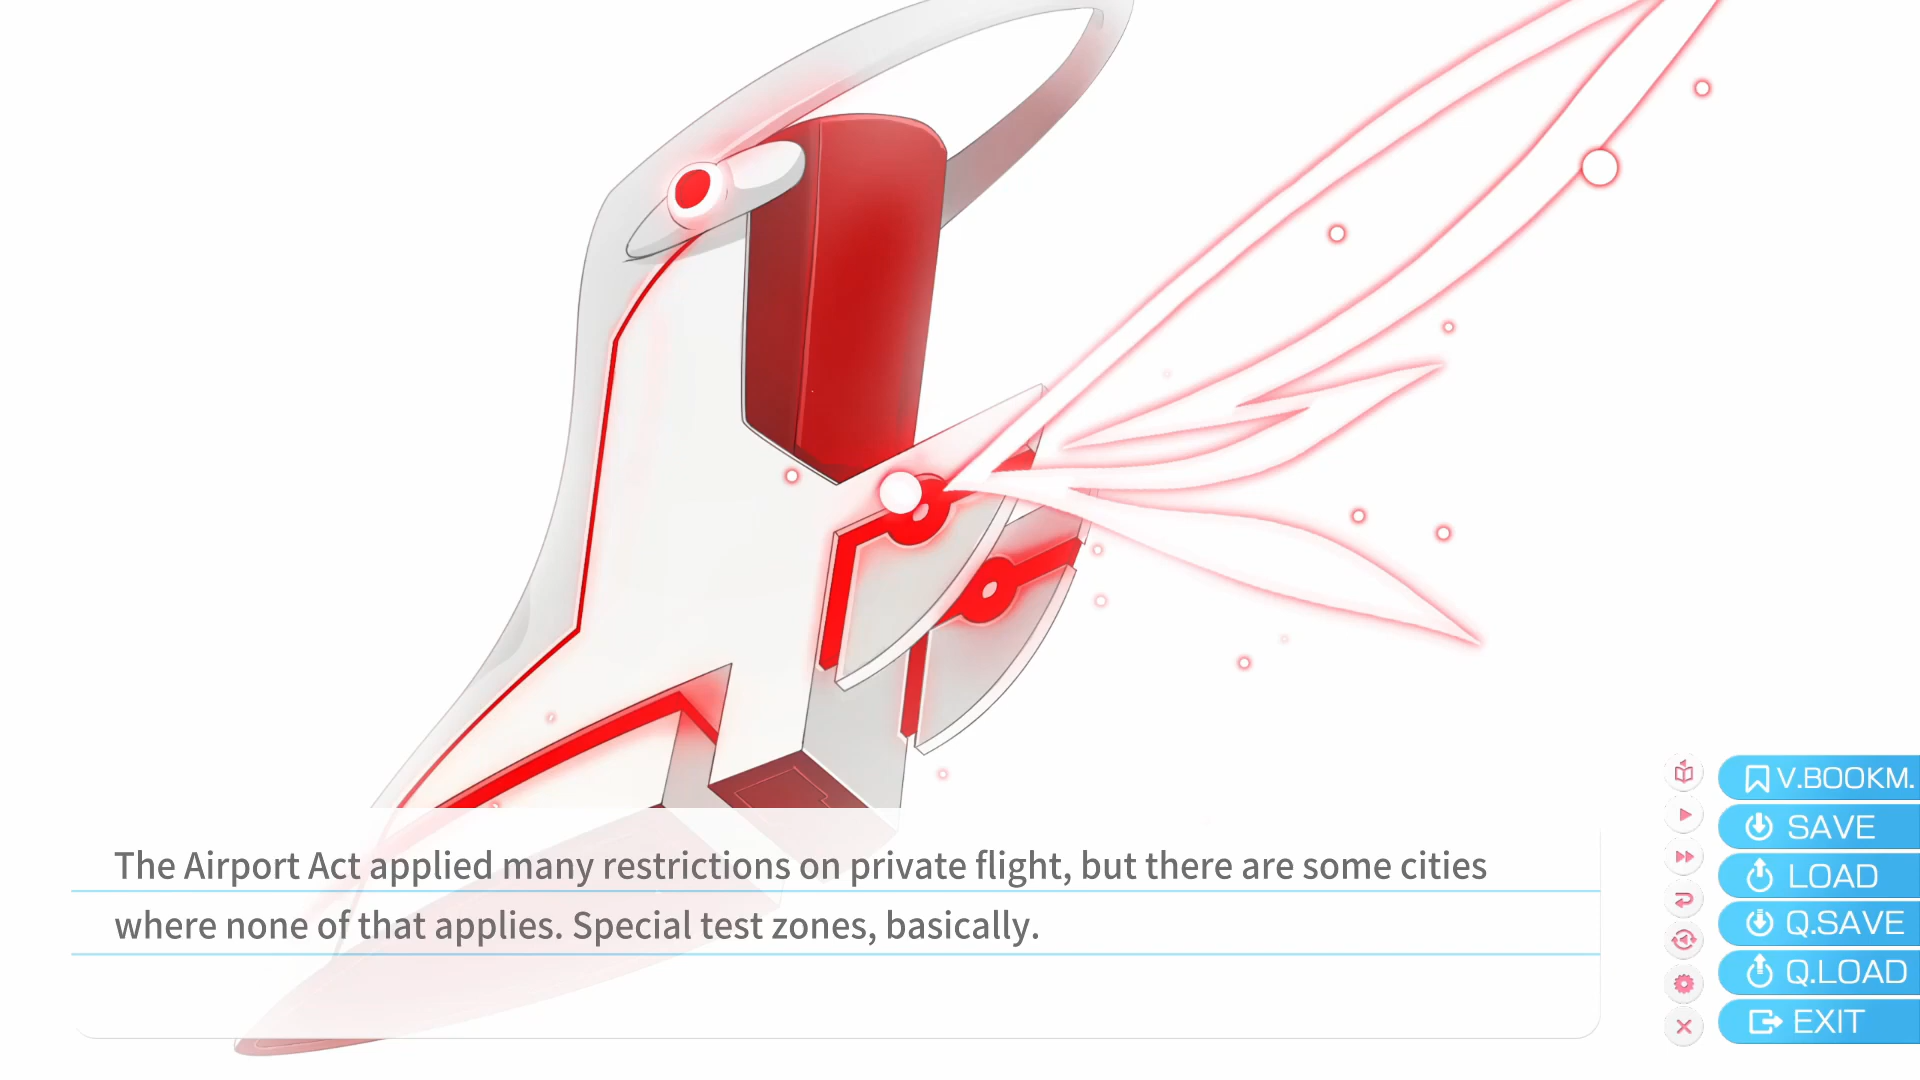 The Airport Act applied many restrictions on private flight, but there are some cities
where none of that applies. Special test zones, basically.
V.BOOKM.
SAVE
LOAD
Q.SAVE
Q.LOAD
EXIT